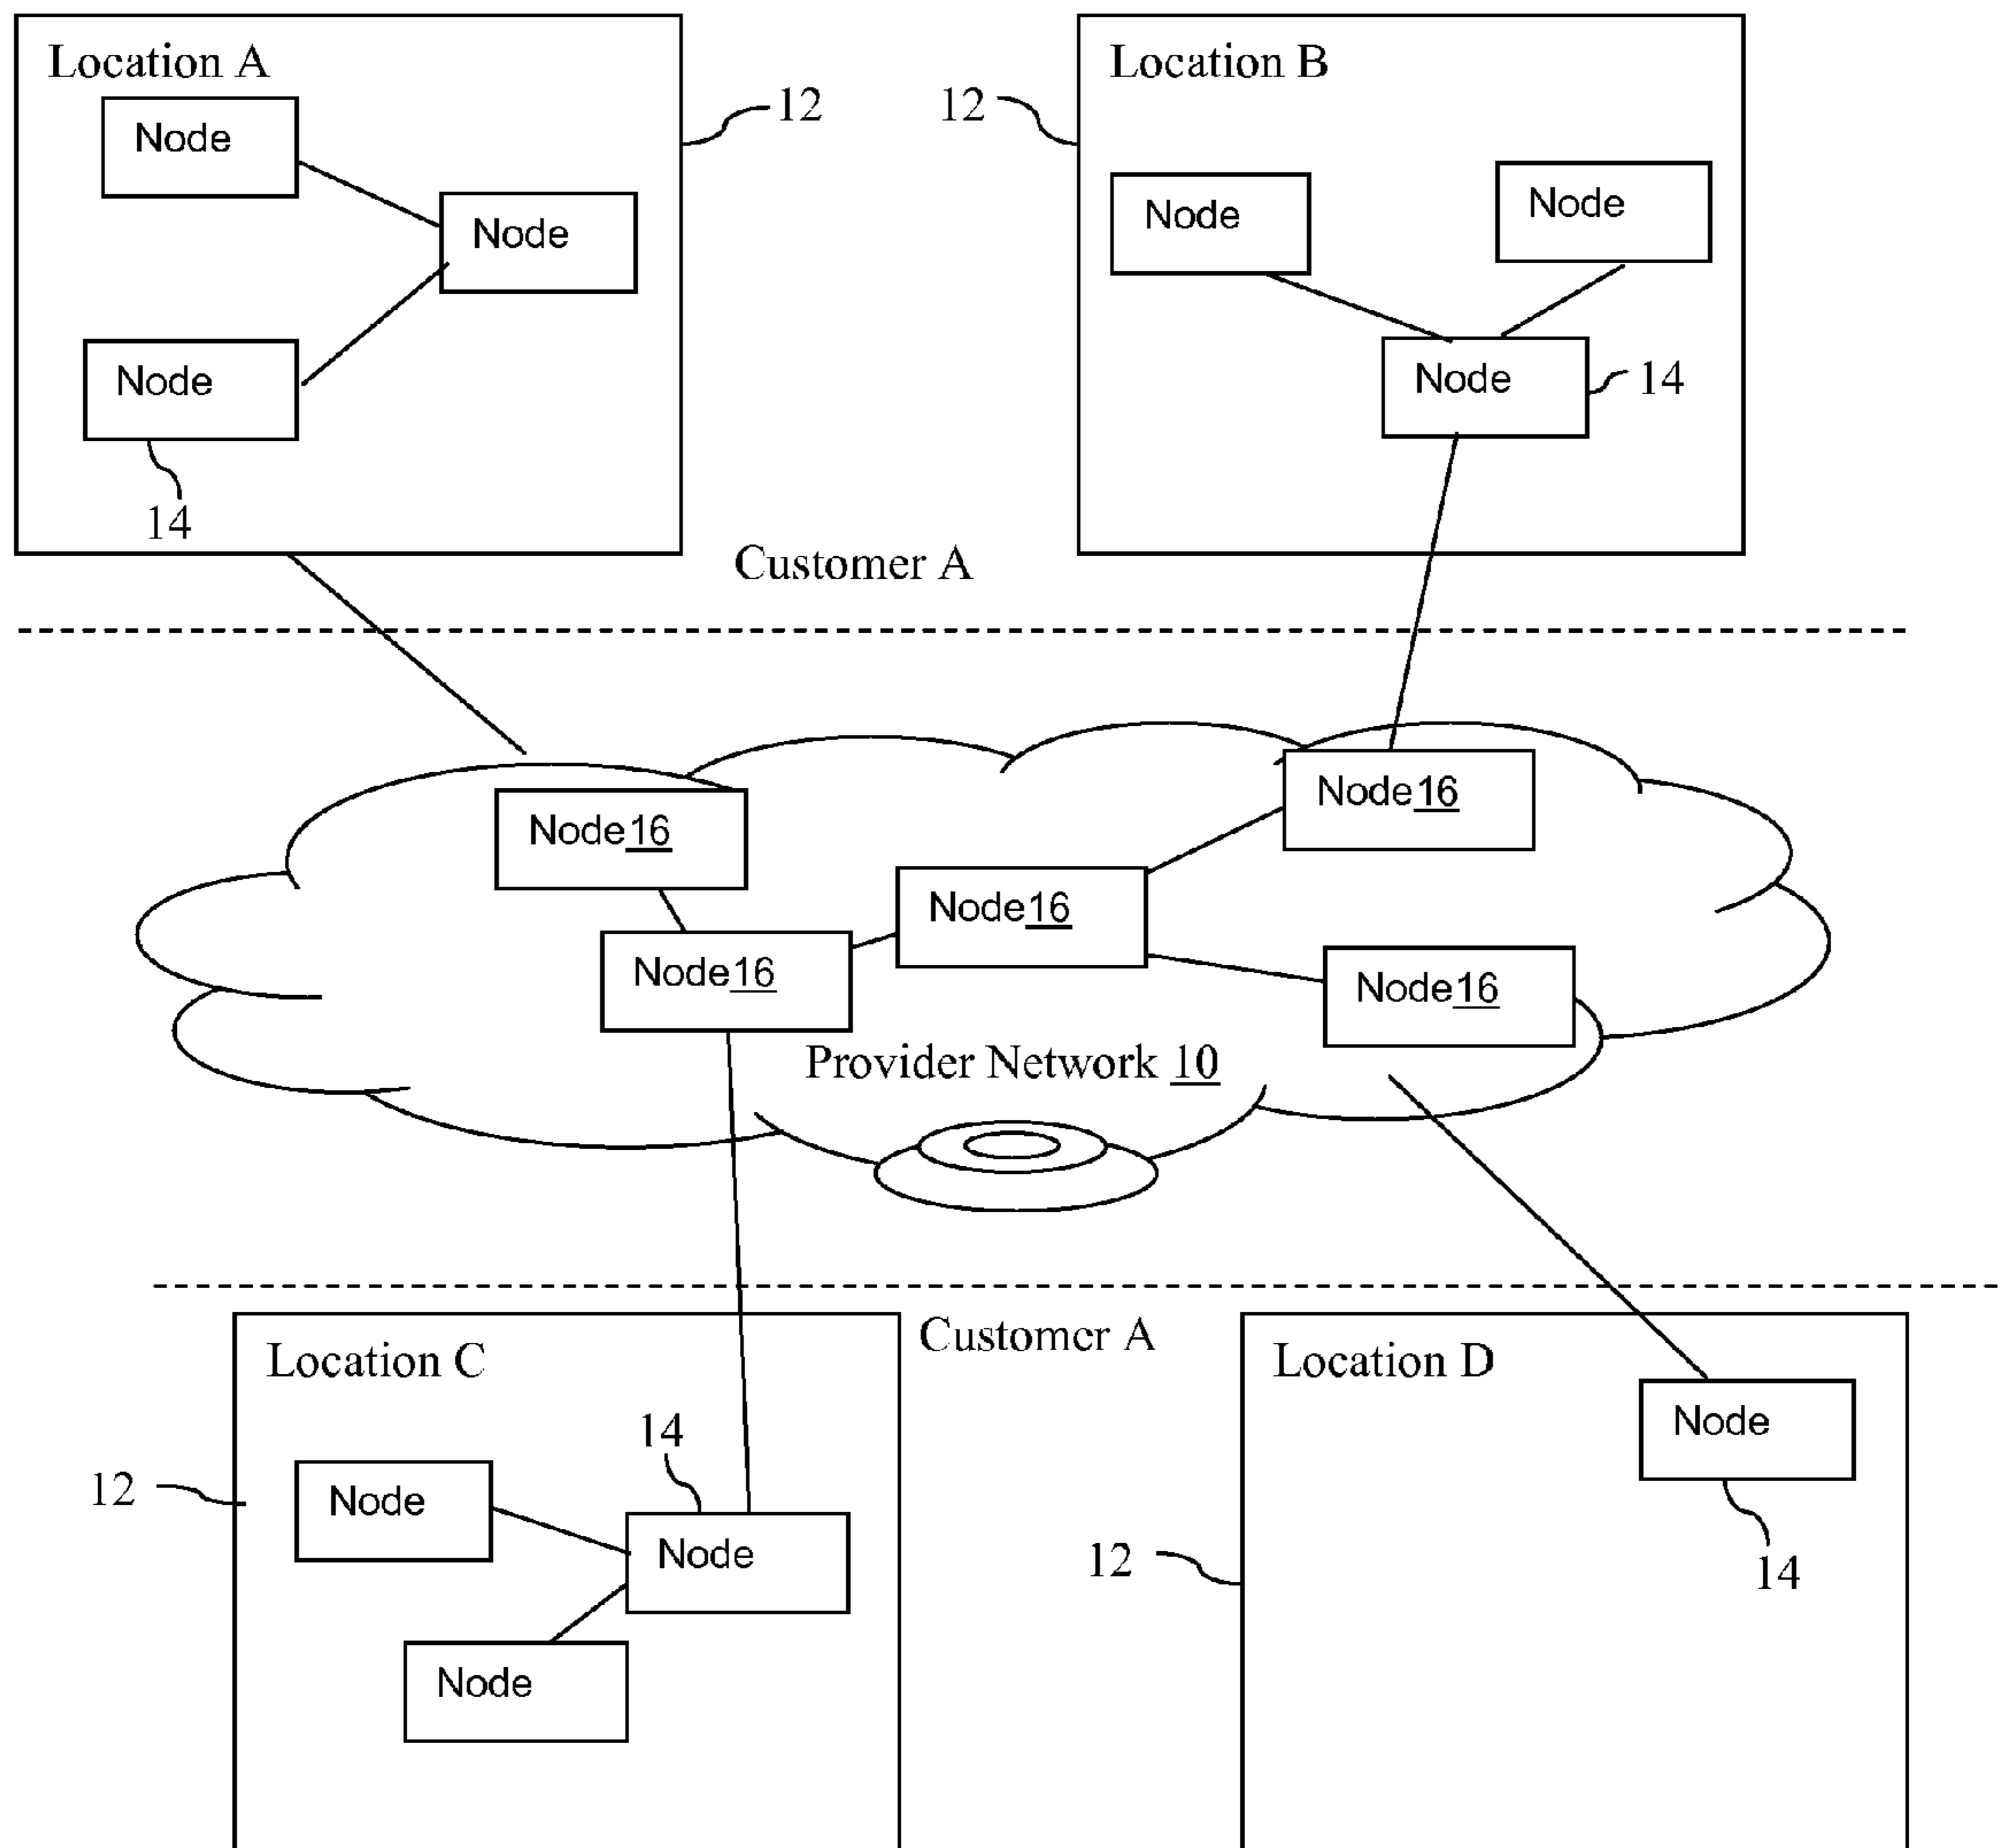 Location A
Node
12
Node
Node
14
Location B
12
Node
Node
Node
14
Customer A
Node16
Node16
Node16
Node16
Node16
Provider Network 10
Customer A
Location C
14
12
Node
Node
Node
Location D
Node
12
14